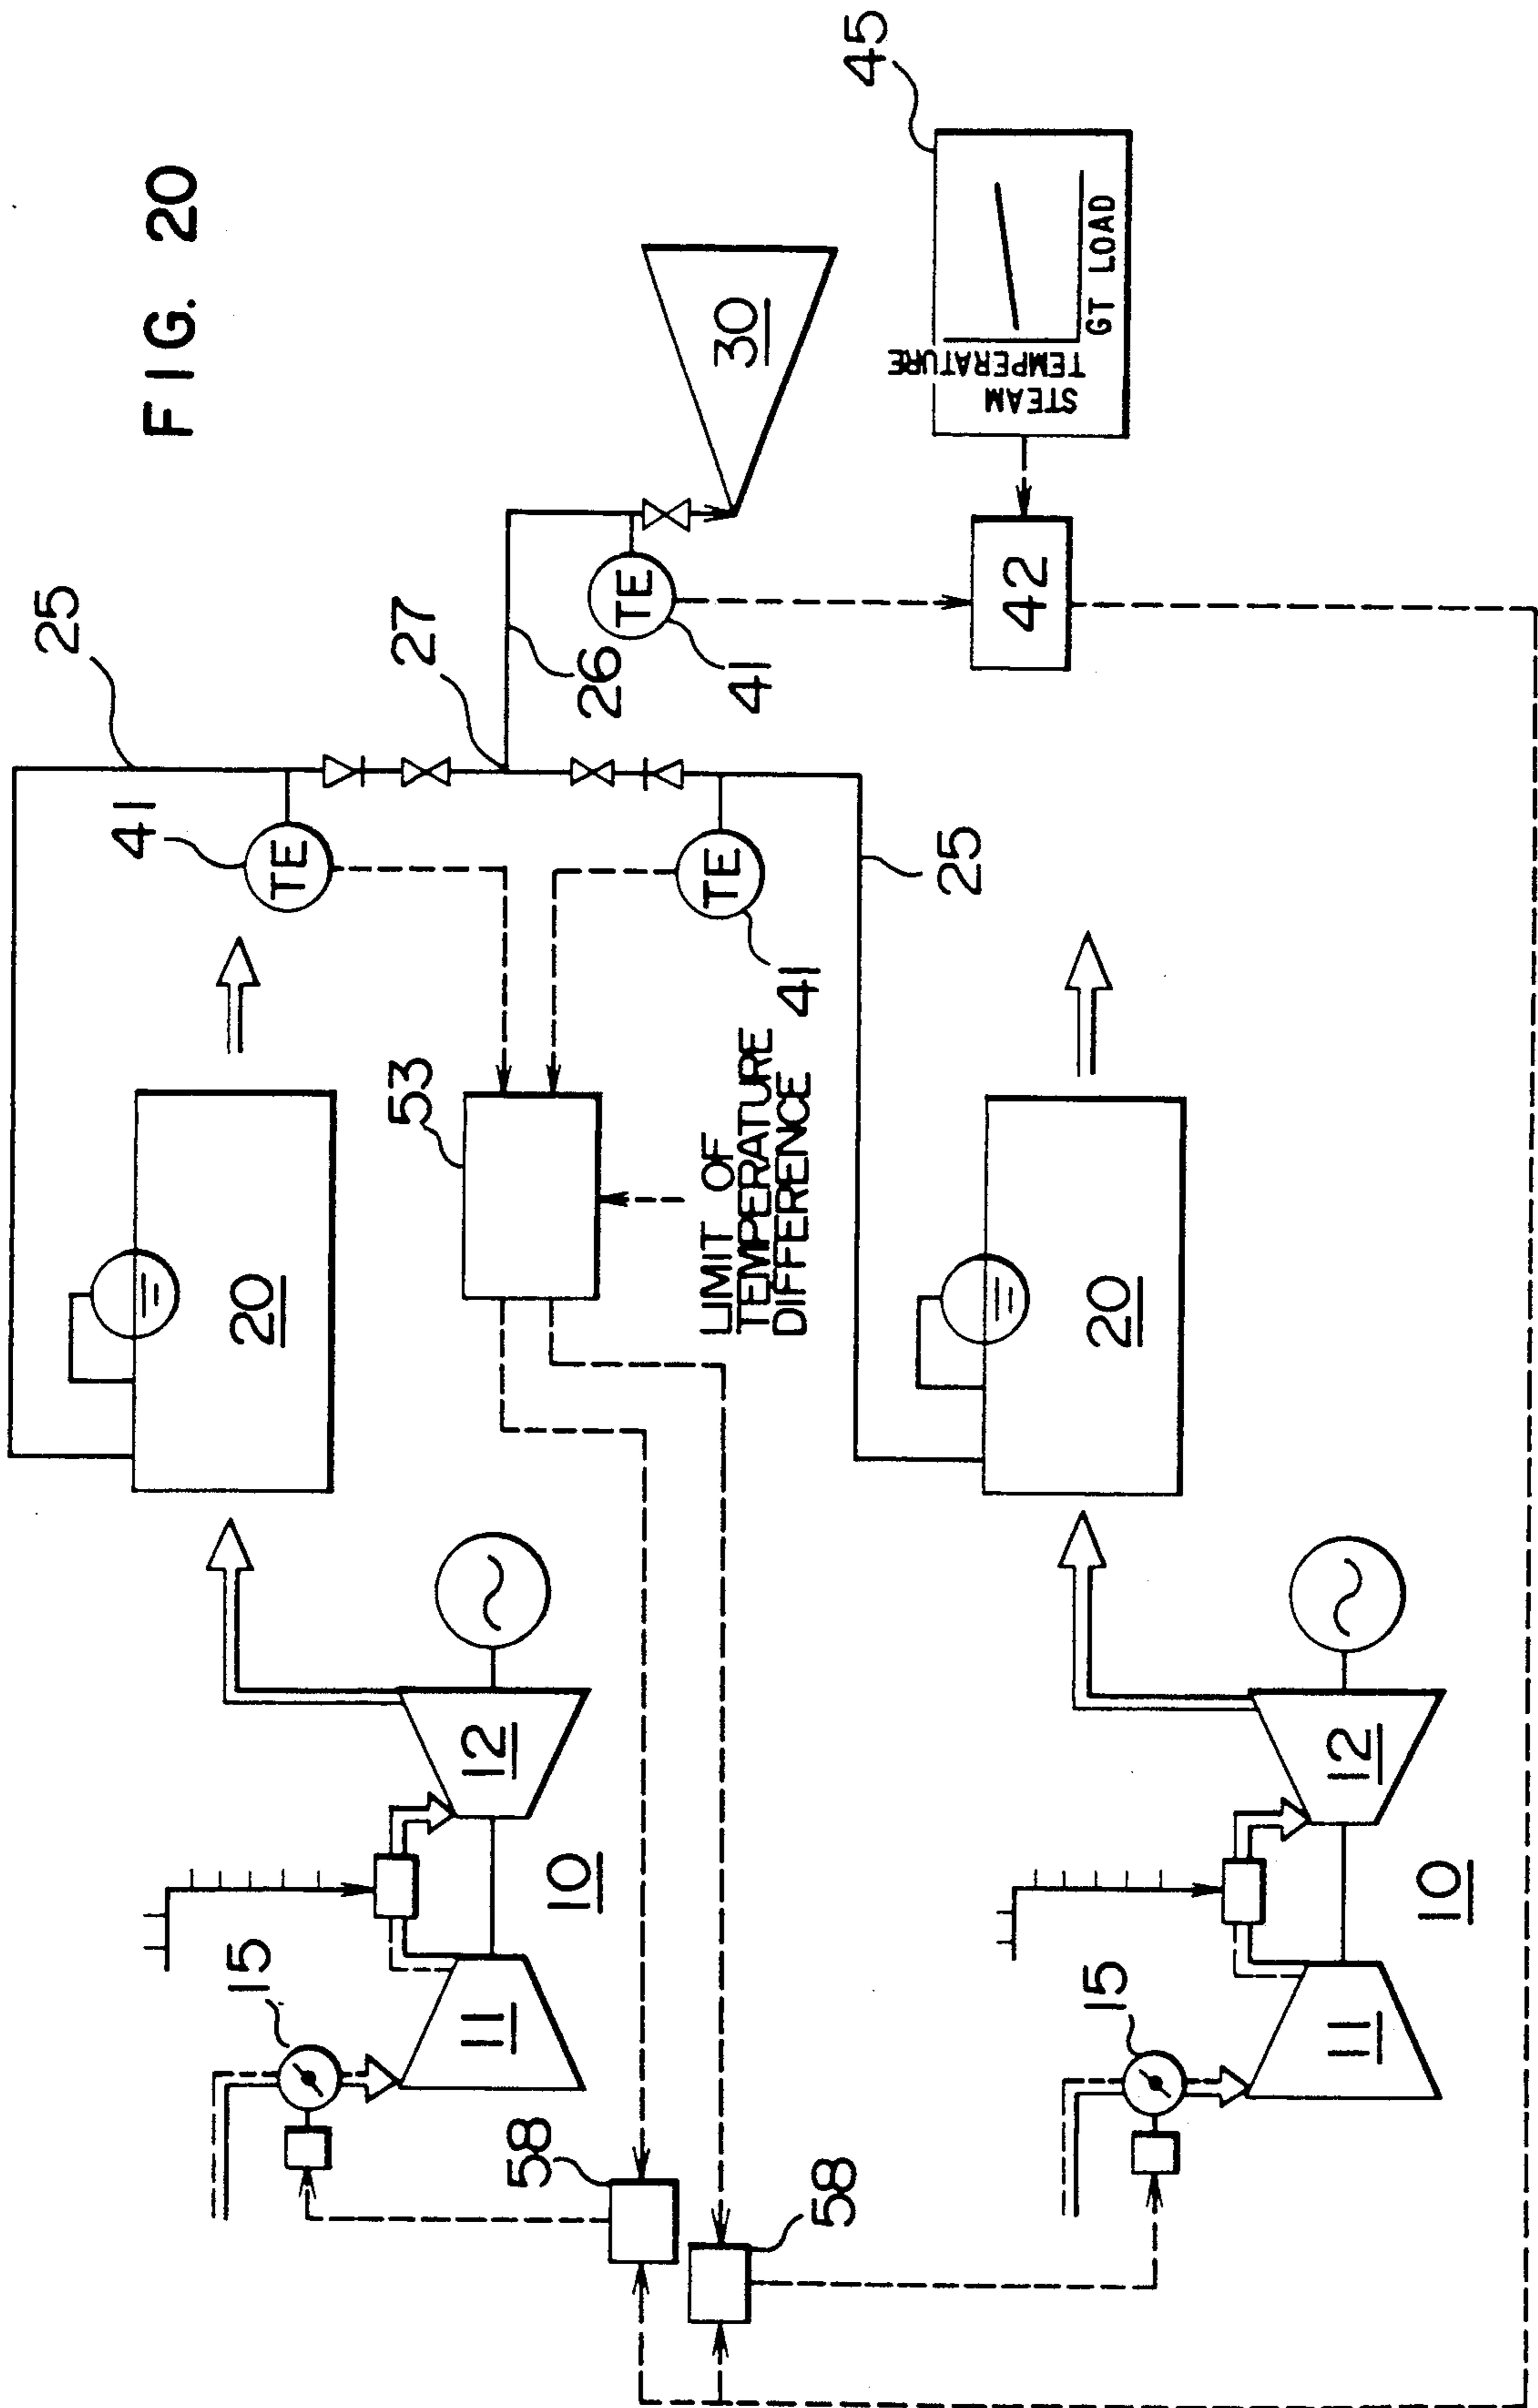 FIG. 20
25
41
TE
27
26
TE
41
30
45
STEAM
TEMPERATURE
GT LOAD
42
53
LIMIT OF
TEMPERATURE
DIFFERENCE
TE
41
25
20
20
15
11
12
10
58
58
15
11
12
10